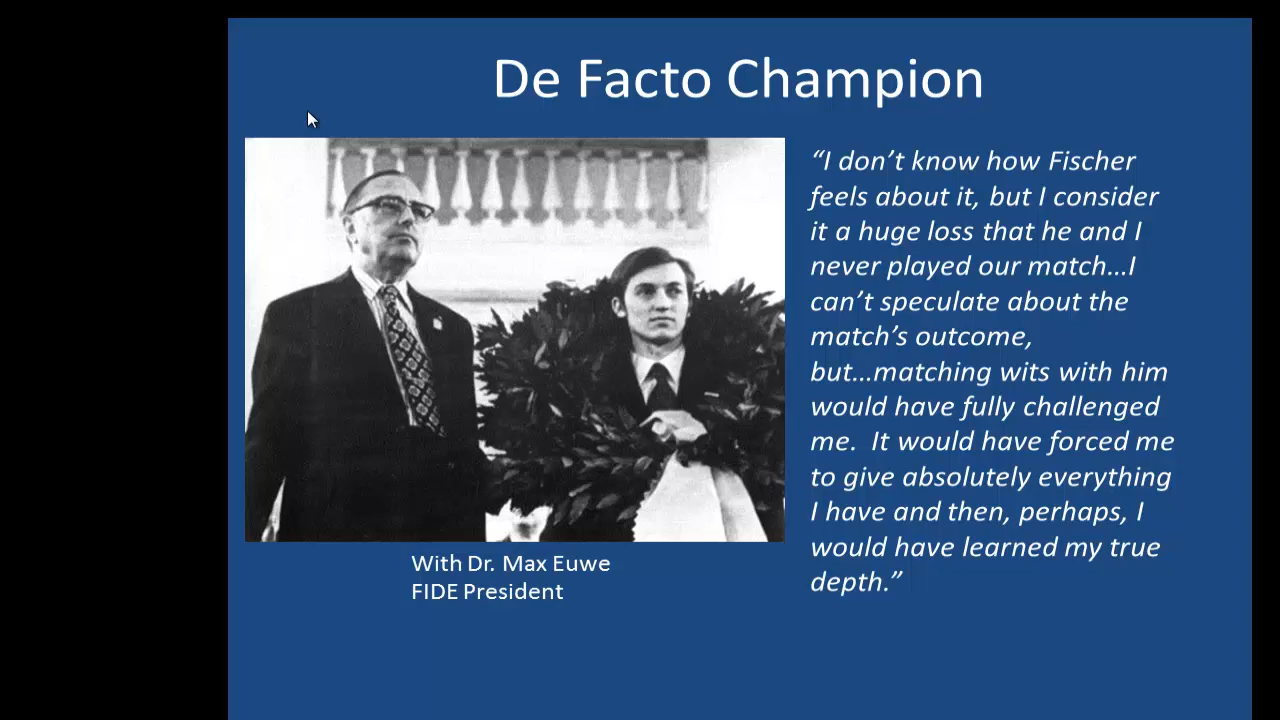 De Facto Champion
“I don’t know how Fischer
feels about it, but I consider
it a huge loss that he and I
never played our match…I
can’t speculate about the
match’s outcome,
but…matching wits with him
would have fully challenged
me.  It would have forced me
to give absolutely everything
I have and then, perhaps, I
would have learned my true
depth.”
With Dr. Max Euwe
FIDE President